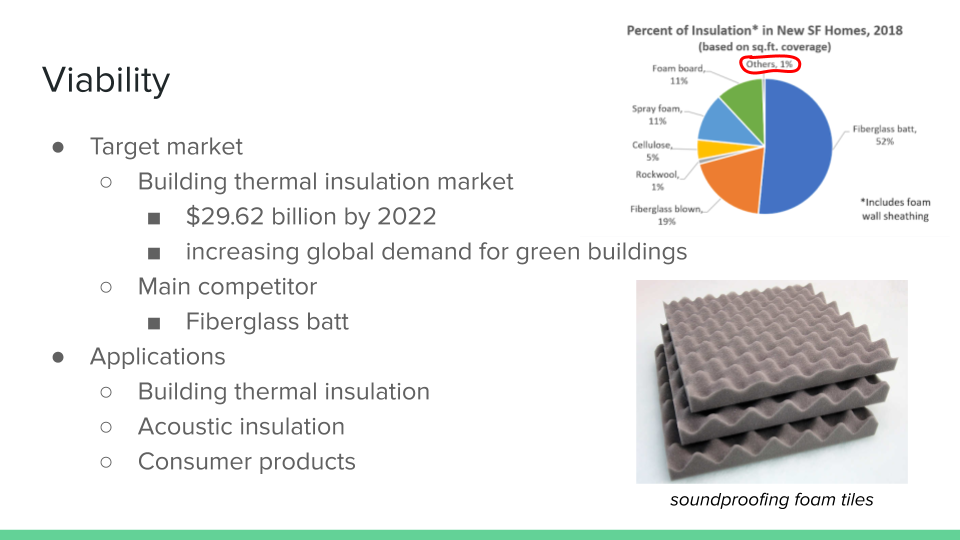 Viability
● Target market
○ Building thermal insulation market
■ $29.62 billion by 2022
■ increasing global demand for green buildings
○ Main competitor
■ Fiberglass batt
● Applications
○ Building thermal insulation
○ Acoustic insulation
○ Consumer products
Percent of Insulation* in New SF Homes, 2018
(based on sq.ft. coverage)
Others, 1%
Foam board,
11%
Spray foam,
11%
Cellulose,
5%
Rockwool,
1%
Fiberglass blown,
19%
Fiberglass batt,
52%
*Includes foam
wall sheathing
soundproofing foam tiles